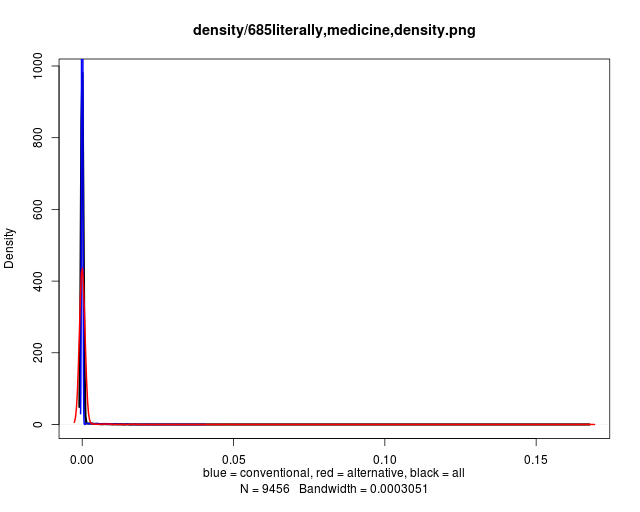 density/685literally,medicine,density.png
1000
800
600
400
200
0
Density
0.00 0.05 0.10 0.15
blue = conventional, red = alternative, black = all
N = 9456 Bandwidth = 0.0003051